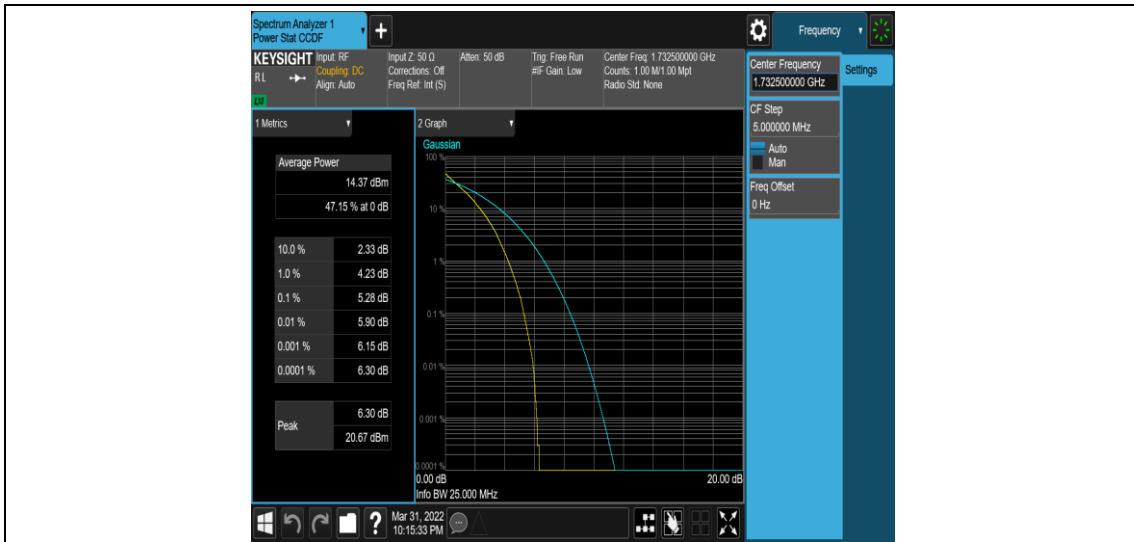 Spectrum Analyzer 1
Power Stat CCDF
Frequency
KEYSIGHT
RL
Input: RF
Coupling: DC
Align: Auto
Input Z: 50 Ω
Corrections: Off
Freq Ref: Int (S)
Atten: 50 dB
Trig: Free Run
#IF Gain: Low
Center Freq: 1.732500000 GHz
Counts: 1.00 M/1.00 Mpt
Radio Std: None
Center Frequency
1.732500000 GHz
Settings
CF Step
5.000000 MHz
Auto
Man
Freq Offset
0 Hz
1 Metrics
Average Power
14.37 dBm
47.15 % at 0 dB
10.0 % 2.33 dB
1.0 % 4.23 dB
0.1 % 5.28 dB
0.01 % 5.90 dB
0.001 % 6.15 dB
0.0001 % 6.30 dB
Peak
6.30 dB
20.67 dBm
2 Graph
Gaussian
100 %
10 %
1 %
0.1 %
0.01 %
0.001 %
0.0001 %
0.00 dB 20.00 dB
Info BW 25.000 MHz
?
Mar 31, 2022
10:15:33 PM